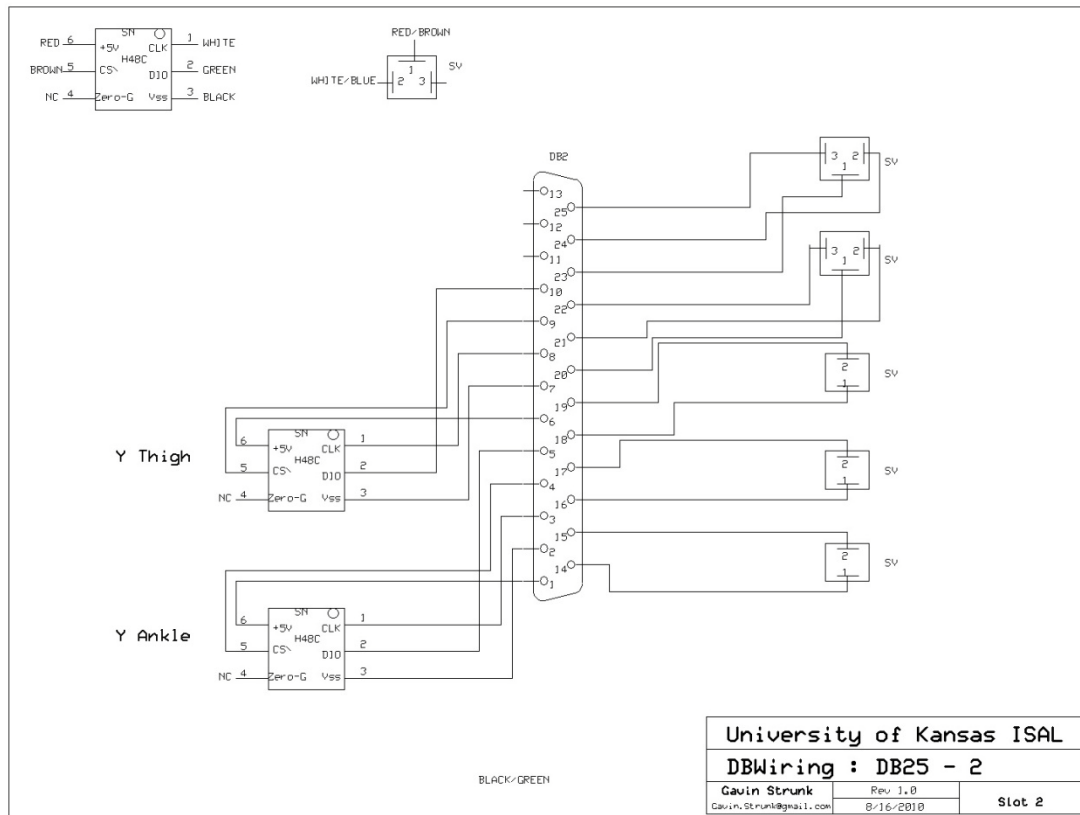 SN
RED 6 +5V CLK 1 WHITE
H48C
BROWN 5 CS\ DIO 2 GREEN
NC 4 Zero-G Vss 3 BLACK
RED/BROWN
1
WHITE/BLUE 2 3
SV
DB2
13
25
12
24
11
23
10
22
9
21
8
20
7
19
6
18
5
17
4
16
3
15
2
14
1
3 2
1
SV
3 2
1
SV
2
1
SV
2
1
SV
2
1
SV
Y Thigh
SN
6 +5V CLK 1
H48C
5 CS\ DIO 2
NC 4 Zero-G Vss 3
Y Ankle
SN
6 +5V CLK 1
H48C
5 CS\ DIO 2
NC 4 Zero-G Vss 3
BLACK/GREEN
University of Kansas ISAL
DBWiring : DB25 - 2
Gavin Strunk
Gavin.Strunk@gmail.com
Rev 1.0
8/16/2010
Slot 2